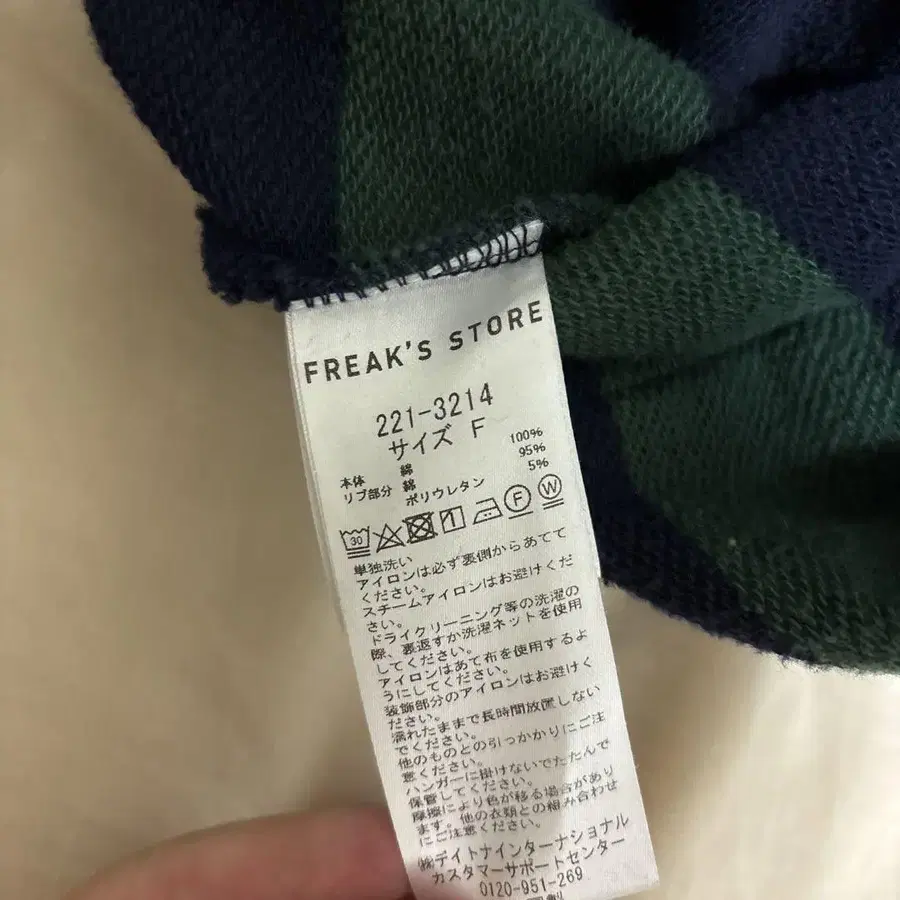 FREAK'S STORE
221-3214
サイズ F
本体 綿 100%
リブ部分 綿 95%
ポリウレタン 5%
30 F W
単独洗い
アイロンは必ず裏側からあてて
ください。
スチームアイロンはお避けくだ
さい。
ドライクリーニング等の洗濯の
際、裏返すか洗濯ネットを使用
してください。
アイロンはあて布を使用するよ
うにしてください。
装飾部分のアイロンはお避けく
ださい。
濡れたままで長時間放置しない
でください。
他のものとの引っかかりにご注
意ください。
ハンガーに掛けないでたたんで
保管してください。
摩擦により色が移る場合があり
ます。他の衣類との組み合わせ
にご注意ください。
㈱デイトナインターナショナル
カスタマーサポートセンター
0120-951-269